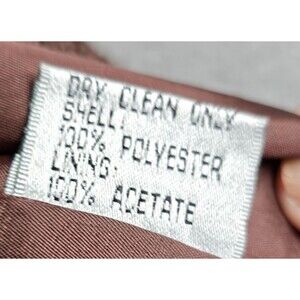 DRY CLEAN ONLY
SHELL:
100% POLYESTER
LINING:
100% ACETATE